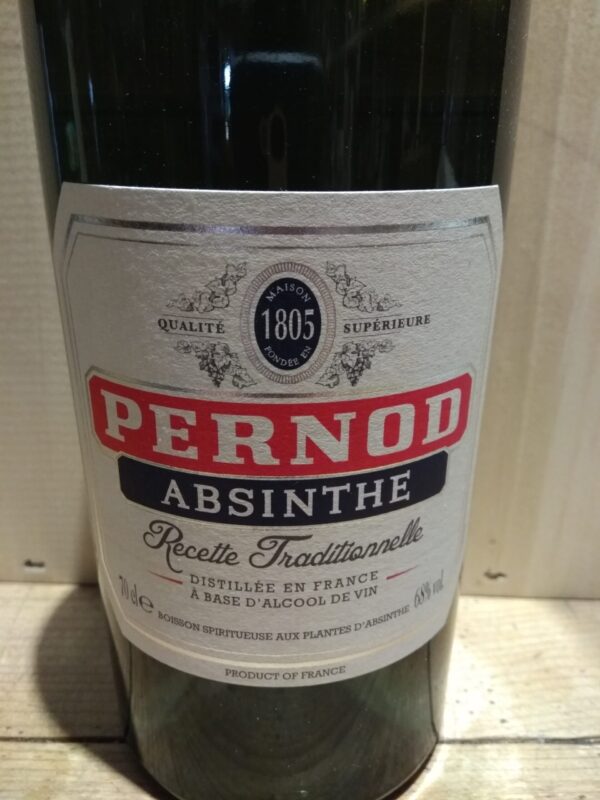 MAISON
QUALITÉ 1805 SUPÉRIEURE
FONDÉE EN
PERNOD
ABSINTHE
Recette Traditionnelle
DISTILLÉE EN FRANCE
À BASE D'ALCOOL DE VIN
70 cl e 68% vol.
BOISSON SPIRITUEUSE AUX PLANTES D'ABSINTHE
PRODUCT OF FRANCE